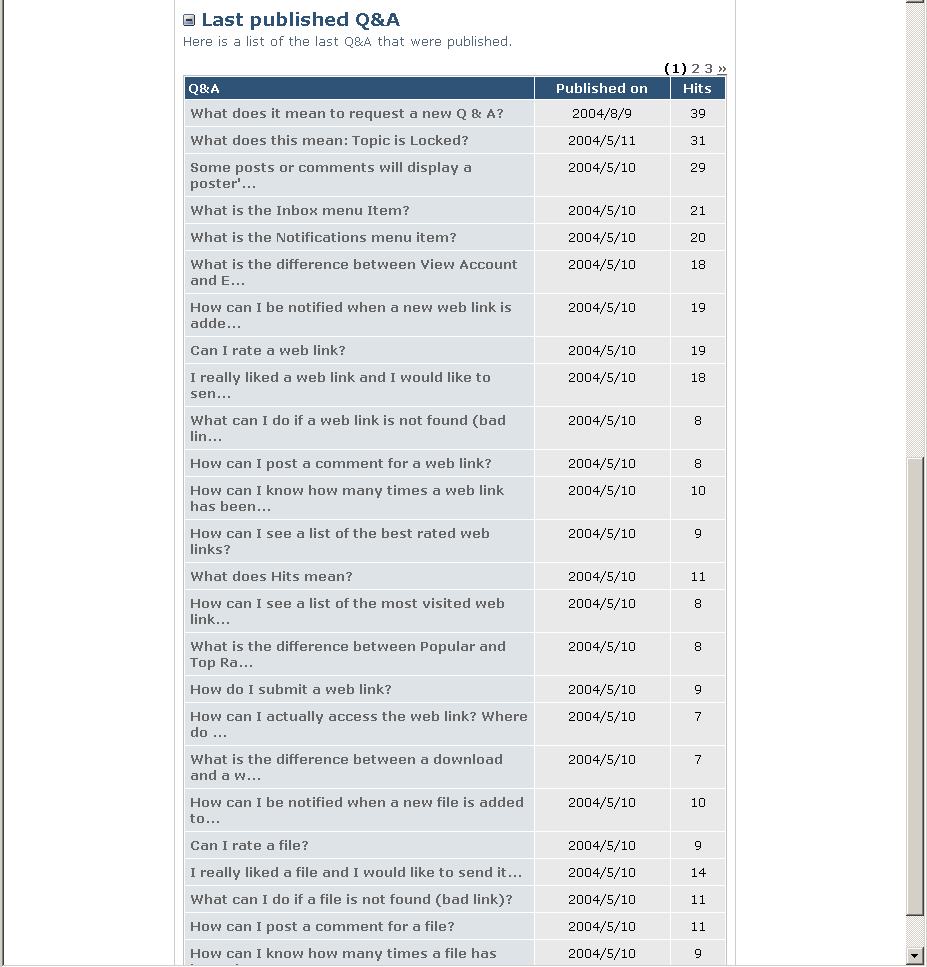 Last published Q&A
Here is a list of the last Q&A that were published.
(1) 2 3 »
Q&A Published on Hits
What does it mean to request a new Q & A? 2004/8/9 39
What does this mean: Topic is Locked? 2004/5/11 31
Some posts or comments will display a 2004/5/10 29
poster'...
What is the Inbox menu Item? 2004/5/10 21
What is the Notifications menu item? 2004/5/10 20
What is the difference between View Account 2004/5/10 18
and E...
How can I be notified when a new web link is 2004/5/10 19
adde...
Can I rate a web link? 2004/5/10 19
I really liked a web link and I would like to 2004/5/10 18
sen...
What can I do if a web link is not found (bad 2004/5/10 8
lin...
How can I post a comment for a web link? 2004/5/10 8
How can I know how many times a web link 2004/5/10 10
has been...
How can I see a list of the best rated web 2004/5/10 9
links?
What does Hits mean? 2004/5/10 11
How can I see a list of the most visited web 2004/5/10 8
link...
What is the difference between Popular and 2004/5/10 8
Top Ra...
How do I submit a web link? 2004/5/10 9
How can I actually access the web link? Where 2004/5/10 7
do ...
What is the difference between a download 2004/5/10 7
and a w...
How can I be notified when a new file is added 2004/5/10 10
to...
Can I rate a file? 2004/5/10 9
I really liked a file and I would like to send it... 2004/5/10 14
What can I do if a file is not found (bad link)? 2004/5/10 11
How can I post a comment for a file? 2004/5/10 11
How can I know how many times a file has 2004/5/10 9